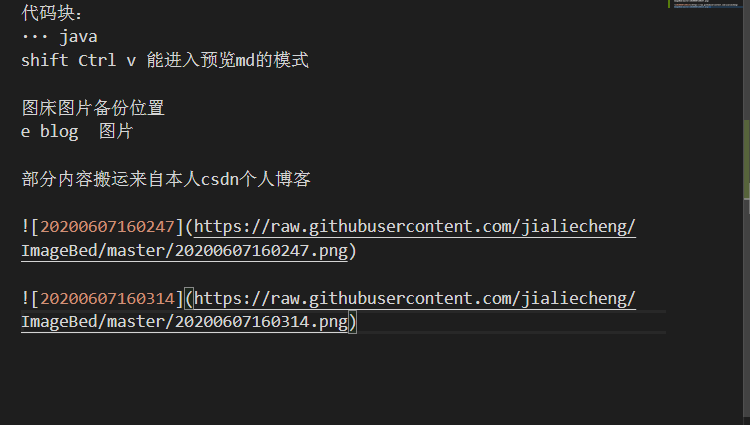 代码块：
··· java
shift Ctrl v 能进入预览md的模式
图床图片备份位置
e blog  图片
部分内容搬运来自本人csdn个人博客
![20200607160247](https://raw.githubusercontent.com/jialiecheng/
ImageBed/master/20200607160247.png)
![20200607160314](https://raw.githubusercontent.com/jialiecheng/
ImageBed/master/20200607160314.png)